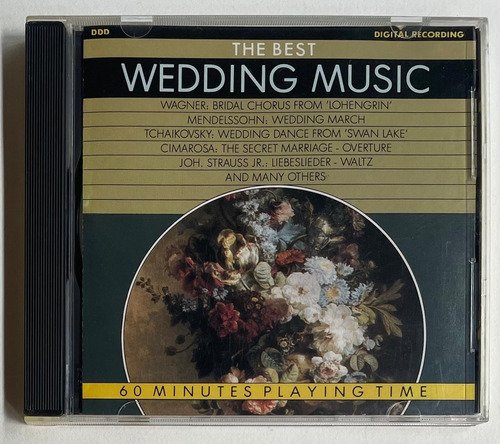 DDD
DIGITAL RECORDING
THE BEST
WEDDING MUSIC
WAGNER: BRIDAL CHORUS FROM 'LOHENGRIN'
MENDELSSOHN: WEDDING MARCH
TCHAIKOVSKY: WEDDING DANCE FROM 'SWAN LAKE'
CIMAROSA: THE SECRET MARRIAGE - OVERTURE
JOH. STRAUSS JR.: LIEBESLIEDER - WALTZ
AND MANY OTHERS
60 MINUTES PLAYING TIME